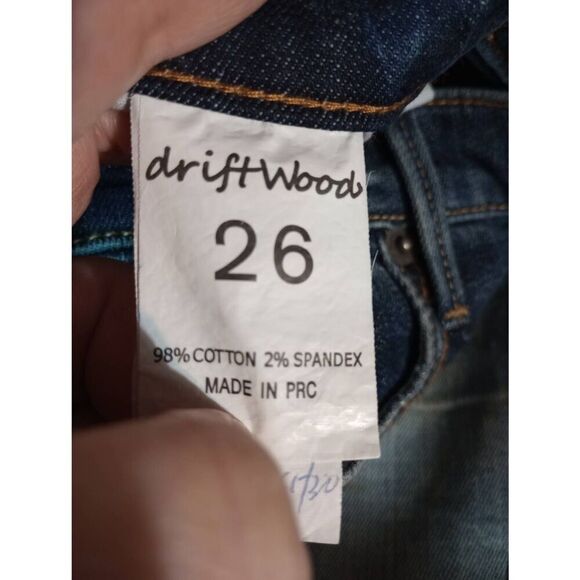 driftWood
26
98% COTTON 2% SPANDEX
MADE IN PRC